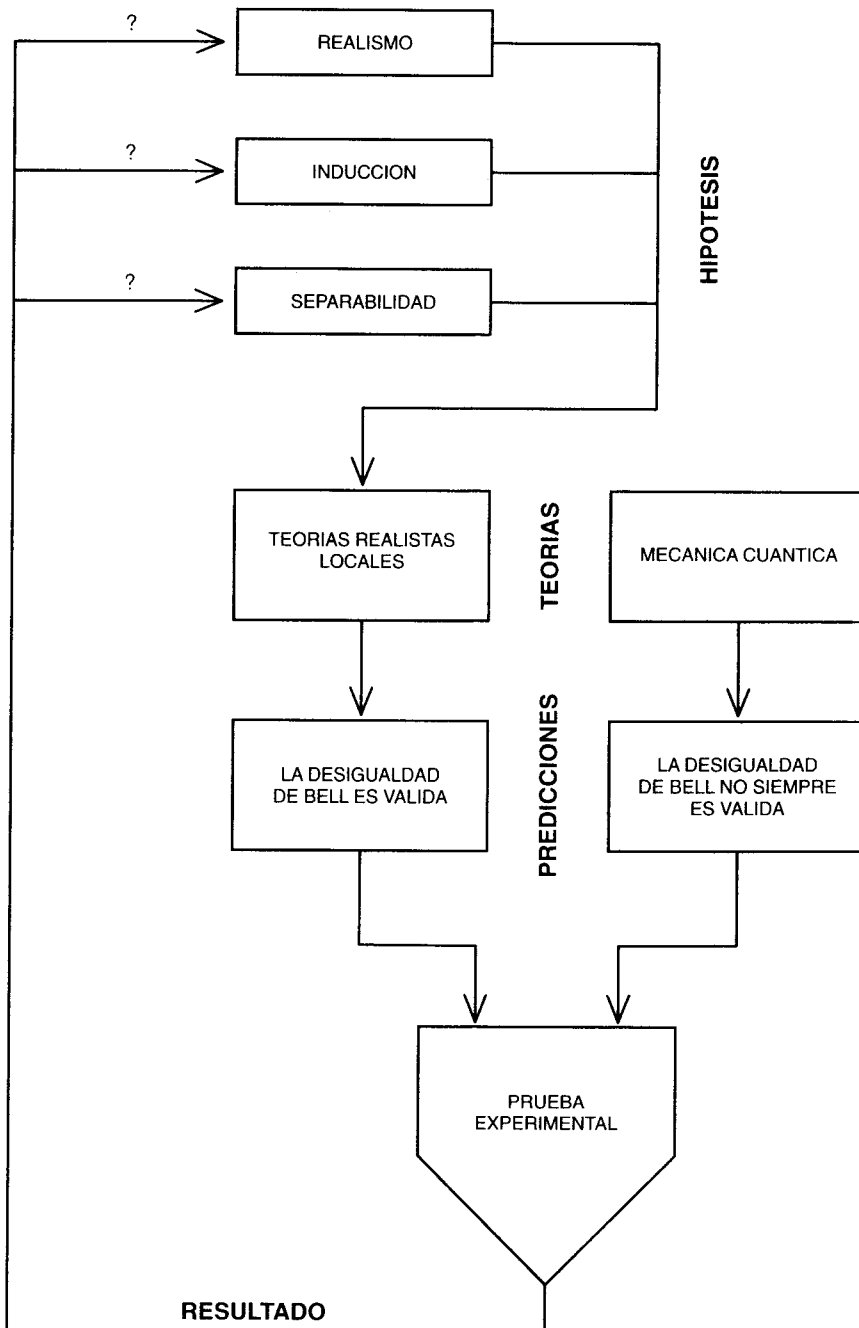 ?
REALISMO
?
INDUCCION
?
SEPARABILIDAD
HIPOTESIS
TEORIAS REALISTAS
LOCALES
TEORIAS
MECANICA CUANTICA
LA DESIGUALDAD
DE BELL ES VALIDA
PREDICCIONES
LA DESIGUALDAD
DE BELL NO SIEMPRE
ES VALIDA
PRUEBA
EXPERIMENTAL
RESULTADO